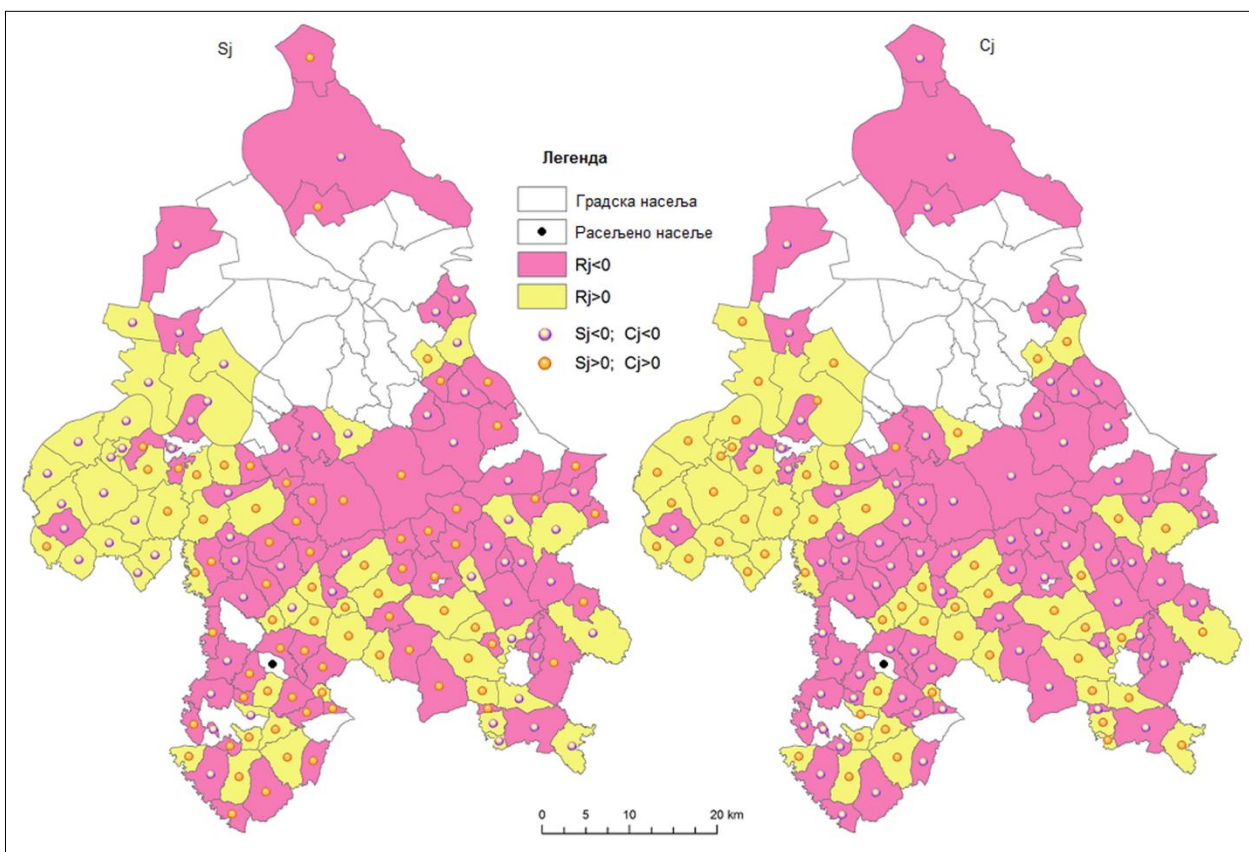 Sj
Cj
Легенда
Градска насеља
Расељено насеље
Rj<0
Rj>0
Sj<0; Cj<0
Sj>0; Cj>0
0 5 10 20 km